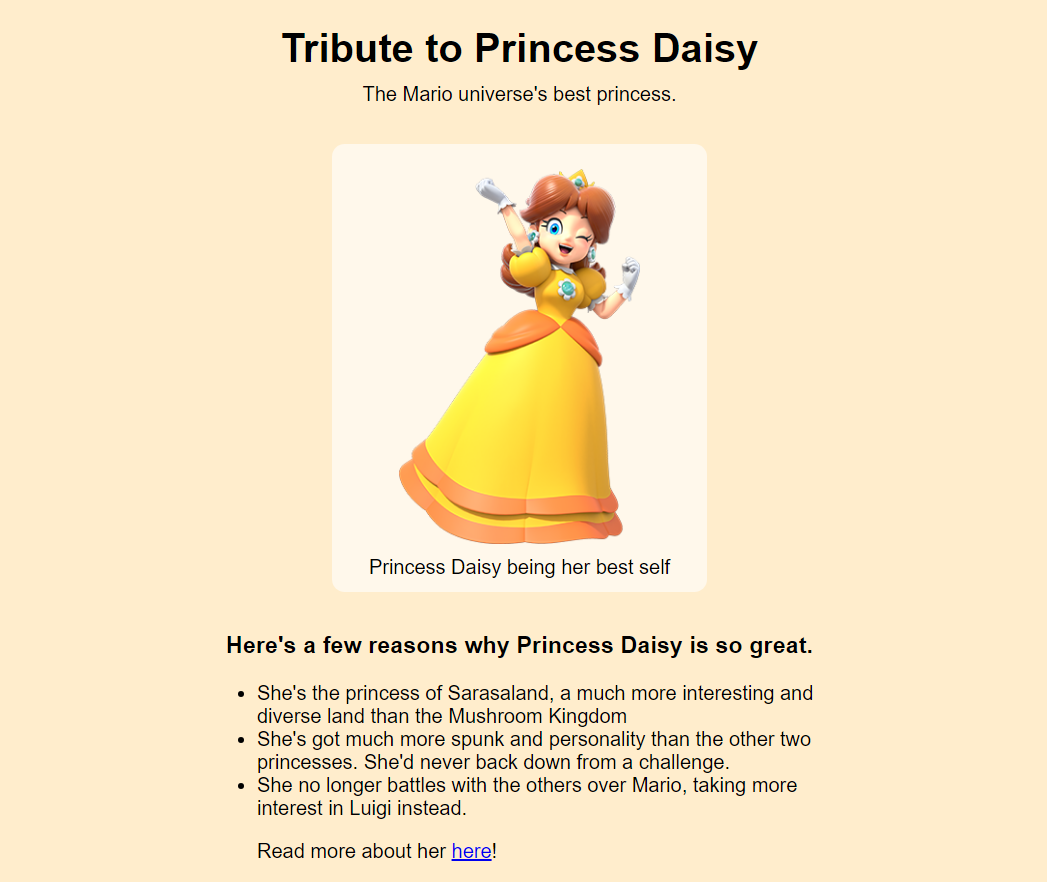 Tribute to Princess Daisy
The Mario universe's best princess.
Princess Daisy being her best self
Here's a few reasons why Princess Daisy is so great.
She's the princess of Sarasaland, a much more interesting and
diverse land than the Mushroom Kingdom
She's got much more spunk and personality than the other two
princesses. She'd never back down from a challenge.
She no longer battles with the others over Mario, taking more
interest in Luigi instead.
Read more about her here!